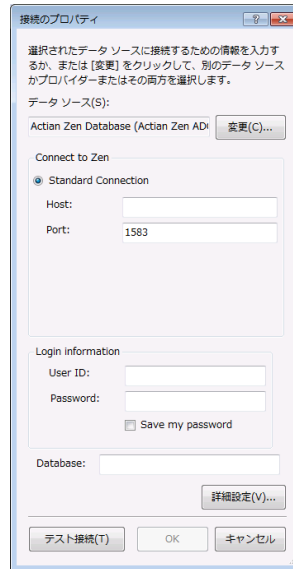 接続のプロパティ
選択されたデータ ソースに接続するための情報を入力す
るか、または [変更] をクリックして、別のデータ ソース
かプロバイダーまたはその両方を選択します。
データ ソース(S):
Actian Zen Database (Actian Zen AD
変更(C)...
Connect to Zen
Standard Connection
Host:
Port:
1583
Login information
User ID:
Password:
Save my password
Database:
詳細設定(V)...
テスト接続(T)
OK
キャンセル